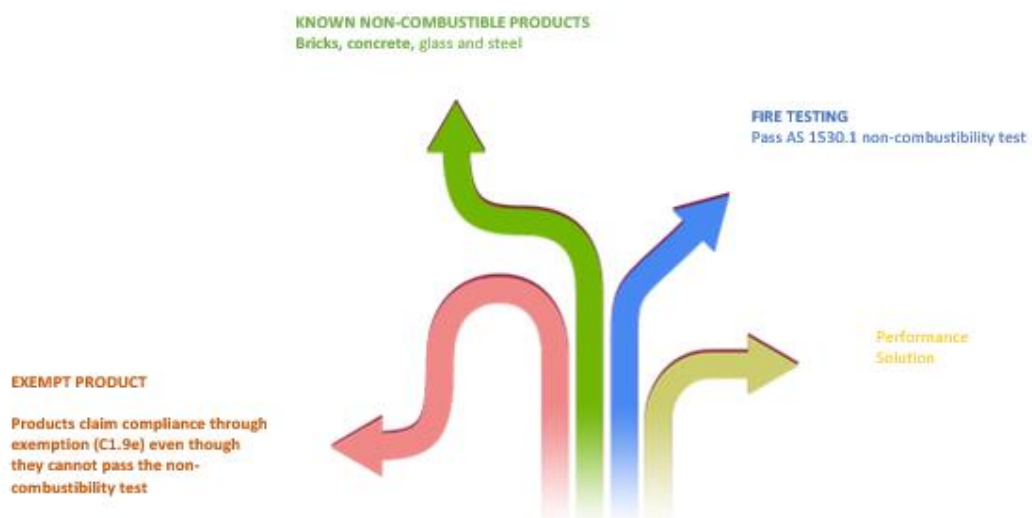 KNOWN NON-COMBUSTIBLE PRODUCTS
Bricks, concrete, glass and steel
FIRE TESTING
Pass AS 1530.1 non-combustibility test
Performance
Solution
EXEMPT PRODUCT
Products claim compliance through
exemption (C1.9e) even though
they cannot pass the non-
combustibility test